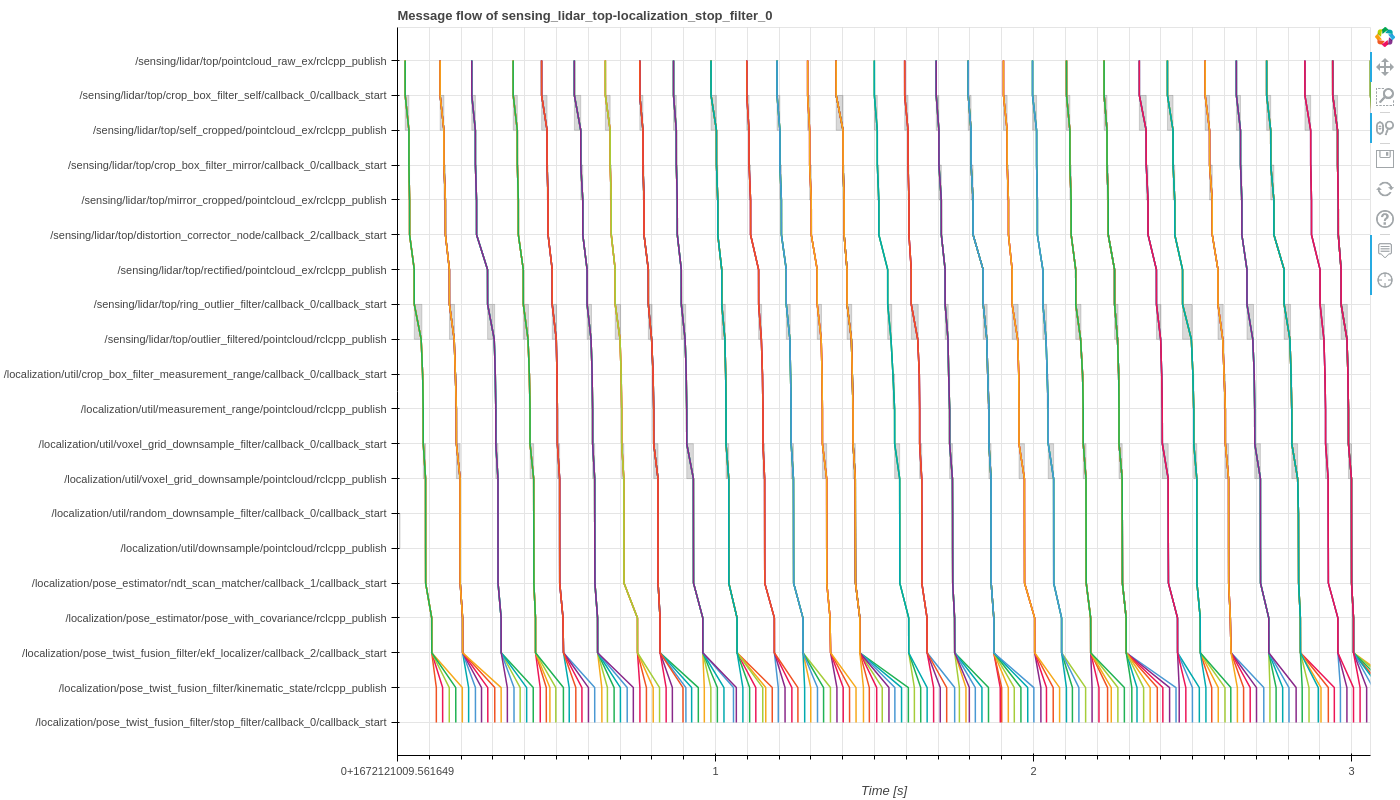 Message flow of sensing_lidar_top-localization_stop_filter_0
/sensing/lidar/top/pointcloud_raw_ex/rclcpp_publish
/sensing/lidar/top/crop_box_filter_self/callback_0/callback_start
/sensing/lidar/top/self_cropped/pointcloud_ex/rclcpp_publish
/sensing/lidar/top/crop_box_filter_mirror/callback_0/callback_start
/sensing/lidar/top/mirror_cropped/pointcloud_ex/rclcpp_publish
/sensing/lidar/top/distortion_corrector_node/callback_2/callback_start
/sensing/lidar/top/rectified/pointcloud_ex/rclcpp_publish
/sensing/lidar/top/ring_outlier_filter/callback_0/callback_start
/sensing/lidar/top/outlier_filtered/pointcloud/rclcpp_publish
/localization/util/crop_box_filter_measurement_range/callback_0/callback_start
/localization/util/measurement_range/pointcloud/rclcpp_publish
/localization/util/voxel_grid_downsample_filter/callback_0/callback_start
/localization/util/voxel_grid_downsample/pointcloud/rclcpp_publish
/localization/util/random_downsample_filter/callback_0/callback_start
/localization/util/downsample/pointcloud/rclcpp_publish
/localization/pose_estimator/ndt_scan_matcher/callback_1/callback_start
/localization/pose_estimator/pose_with_covariance/rclcpp_publish
/localization/pose_twist_fusion_filter/ekf_localizer/callback_2/callback_start
/localization/pose_twist_fusion_filter/kinematic_state/rclcpp_publish
/localization/pose_twist_fusion_filter/stop_filter/callback_0/callback_start
0+1672121009.561649 1 2 3
Time [s]